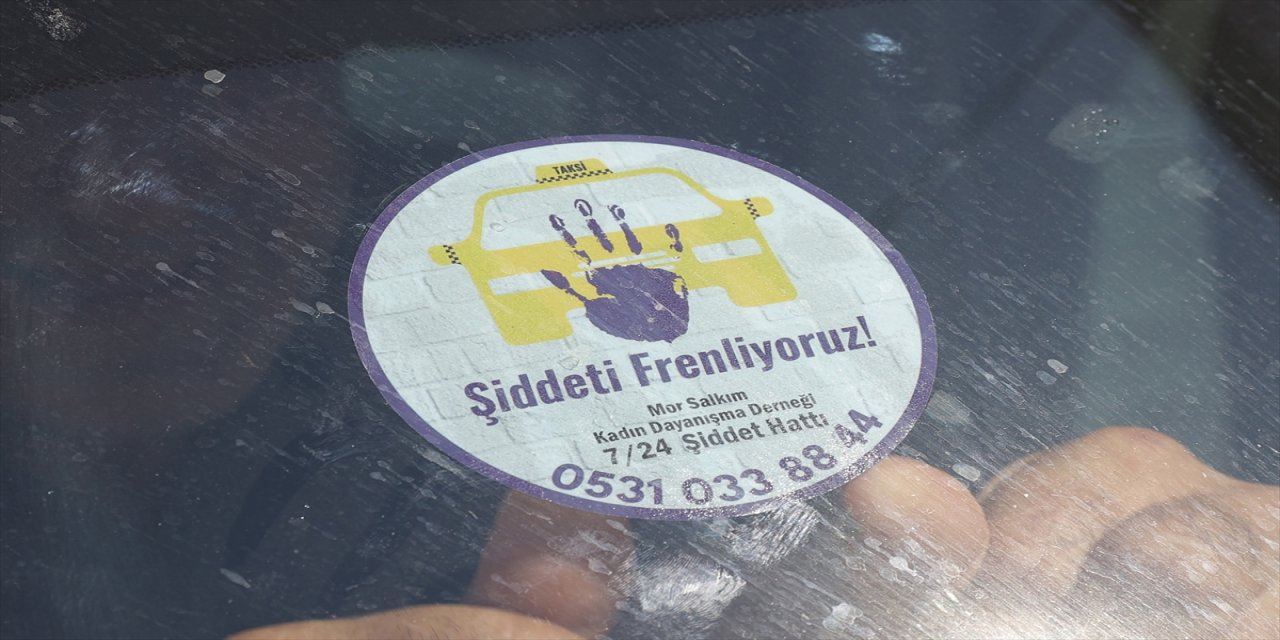 TAKSİ
Şiddeti Frenliyoruz!
Mor Salkım
Kadın Dayanışma Derneği
7/24 Şiddet Hattı
0531 033 88 44